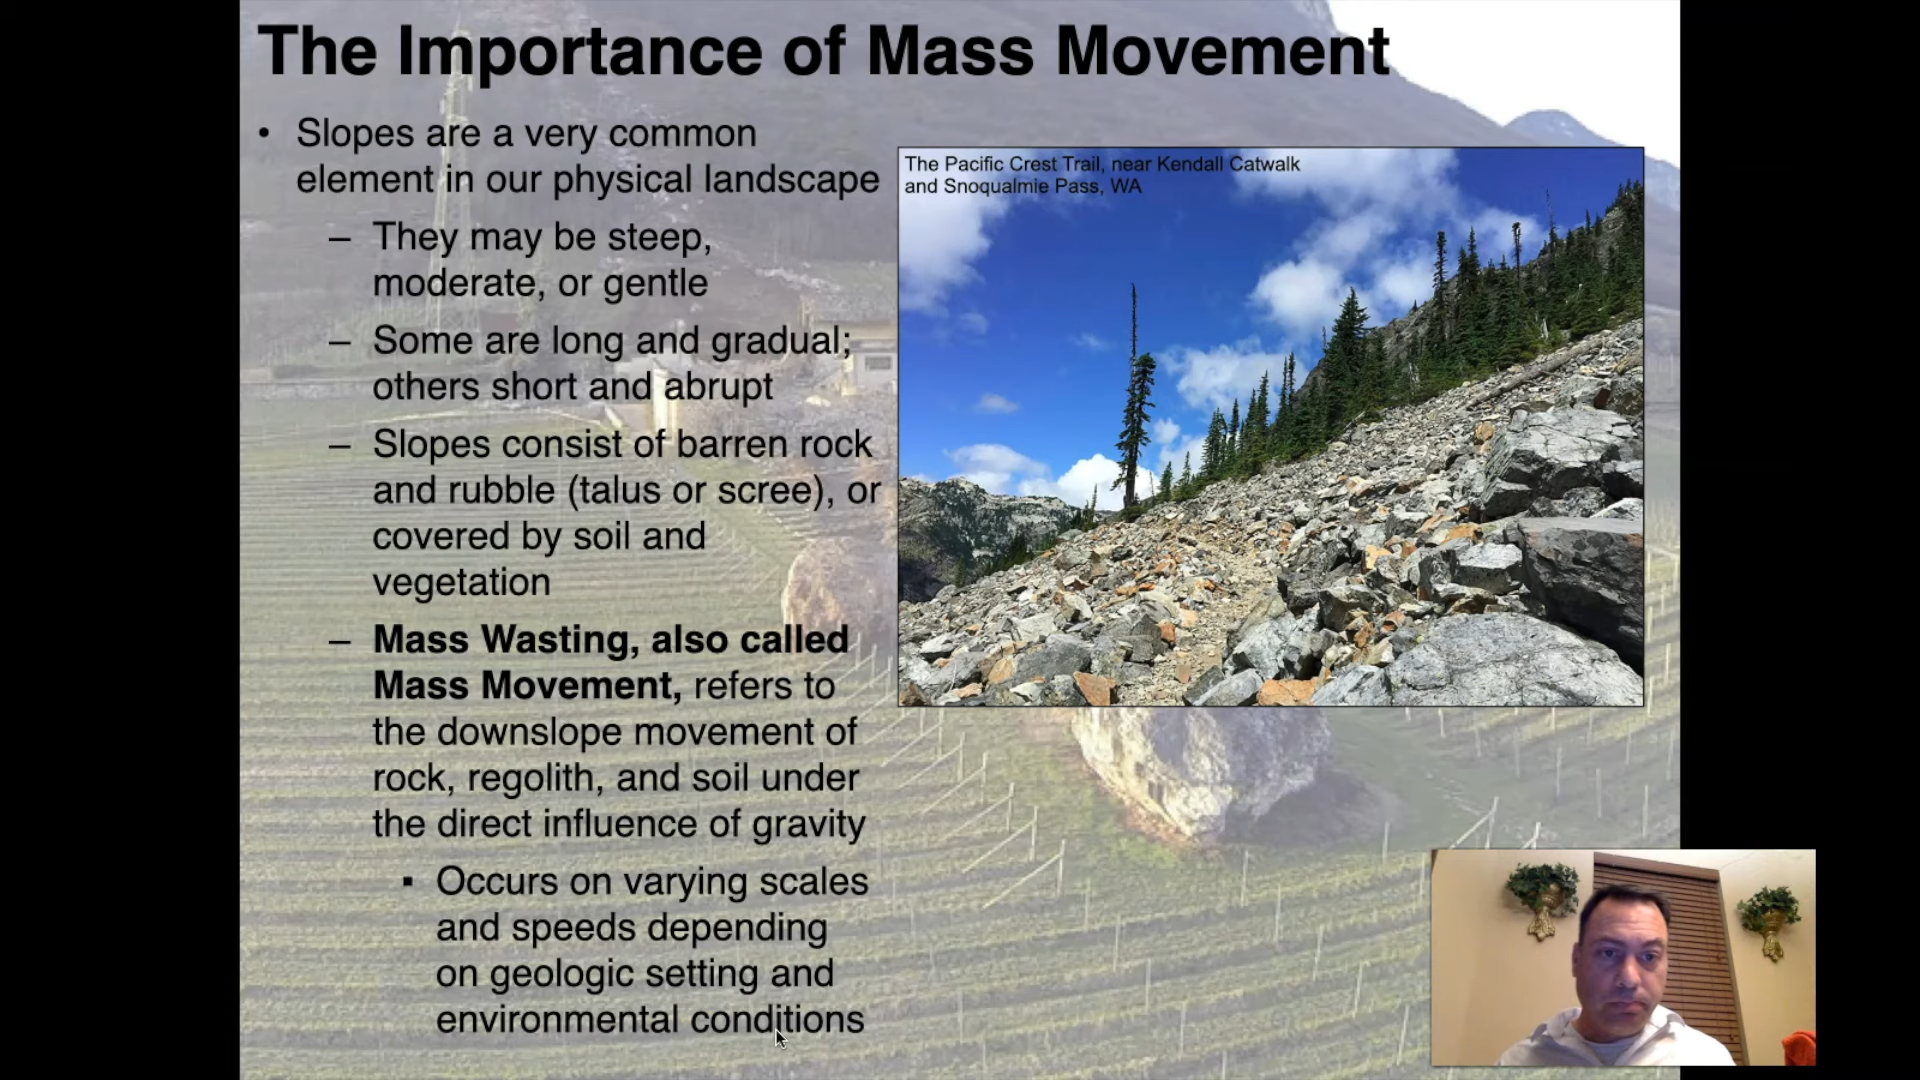 The Importance of Mass Movement
• Slopes are a very common
element in our physical landscape
– They may be steep,
moderate, or gentle
– Some are long and gradual;
others short and abrupt
– Slopes consist of barren rock
and rubble (talus or scree), or
covered by soil and
vegetation
– Mass Wasting, also called
Mass Movement, refers to
the downslope movement of
rock, regolith, and soil under
the direct influence of gravity
▪ Occurs on varying scales
and speeds depending
on geologic setting and
environmental conditions
The Pacific Crest Trail, near Kendall Catwalk
and Snoqualmie Pass, WA